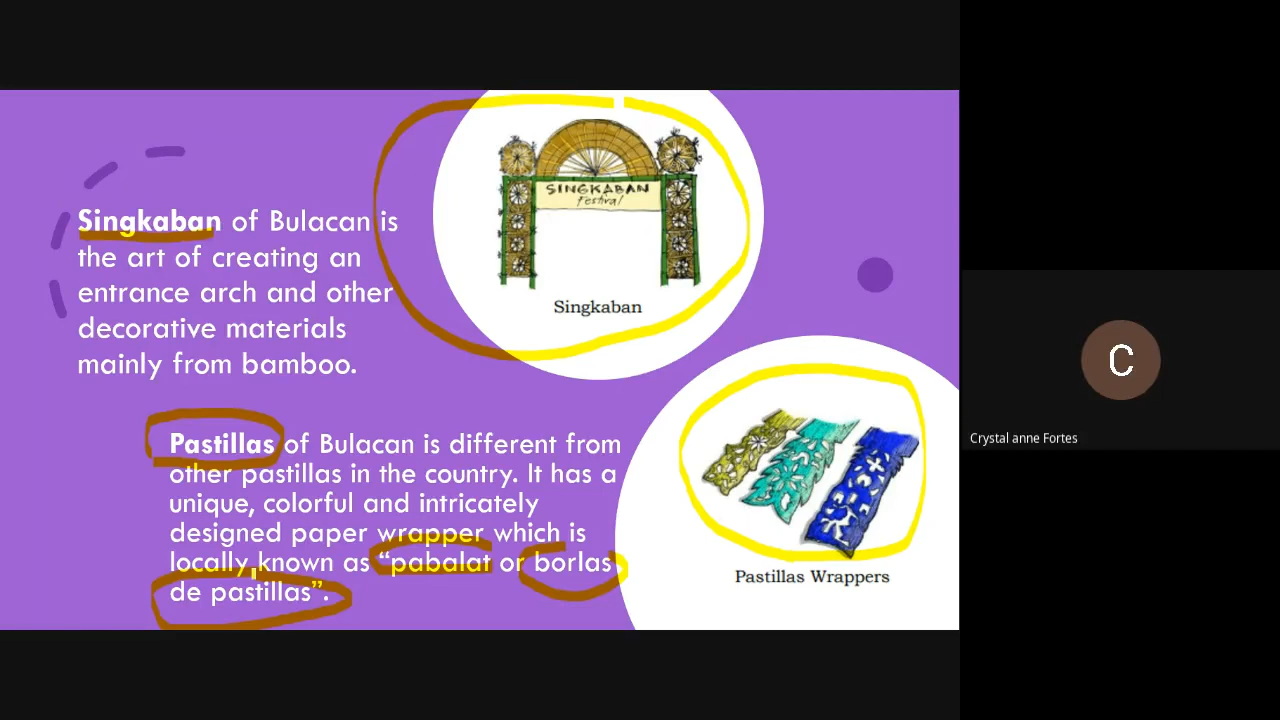 Singkaban of Bulacan is
the art of creating an
entrance arch and other
decorative materials
mainly from bamboo.
SINGKABAN
Festival
Singkaban
Pastillas of Bulacan is different from
other pastillas in the country. It has a
unique, colorful and intricately
designed paper wrapper which is
locally known as “pabalat or borlas
de pastillas”.
Pastillas Wrappers
C
Crystal anne Fortes